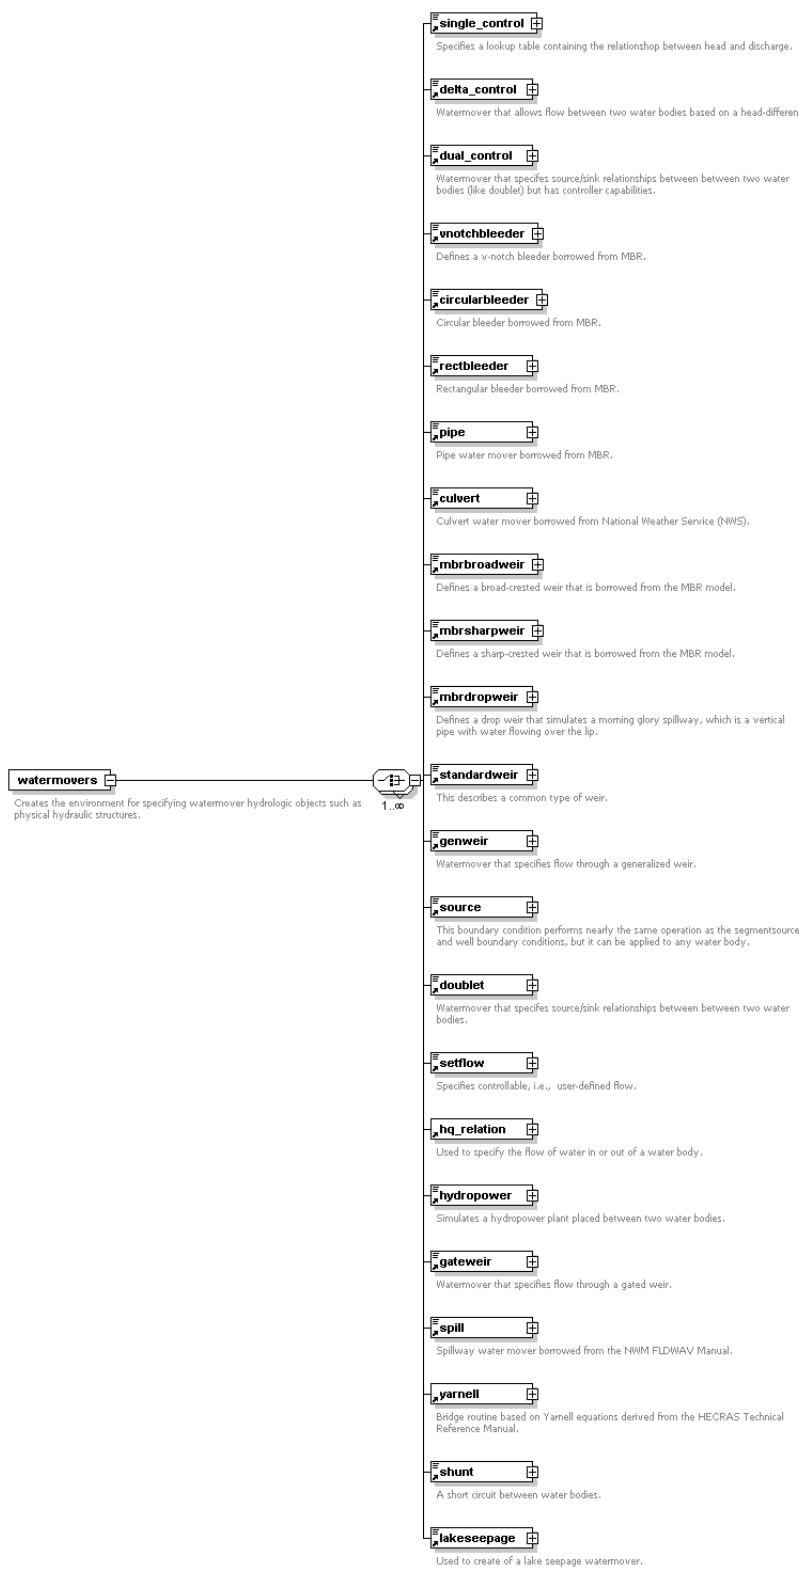 single_control
Specifies a lookup table containing the relationshop between head and discharge.
delta_control
Watermover that allows flow between two water bodies based on a head-differen
dual_control
Watermover that specifes source/sink relationships between between two water
bodies (like doublet) but has controller capabilities.
vnotchbleeder
Defines a v-notch bleeder borrowed from MBR.
circularbleeder
Circular bleeder borrowed from MBR.
rectbleeder
Rectangular bleeder borrowed from MBR.
pipe
Pipe water mover borrowed from MBR.
culvert
Culvert water mover borrowed from National Weather Service (NWS).
mbrbroadweir
Defines a broad-crested weir that is borrowed from the MBR model.
mbrsharpweir
Defines a sharp-crested weir that is borrowed from the MBR model.
mbrdropweir
Defines a drop weir that simulates a morning glory spillway, which is a vertical
pipe with water flowing over the lip.
watermovers
1..∞
Creates the environment for specifying watermover hydrologic objects such as
physical hydraulic structures.
standardweir
This describes a common type of weir.
genweir
Watermover that specifies flow through a generalized weir.
source
This boundary condition performs nearly the same operation as the segmentsource
and well boundary conditions, but it can be applied to any water body.
doublet
Watermover that specifes source/sink relationships between between two water
bodies.
setflow
Specifies controllable, i.e., user-defined flow.
hq_relation
Used to specify the flow of water in or out of a water body.
hydropower
Simulates a hydropower plant placed between two water bodies.
gateweir
Watermover that specifies flow through a gated weir.
spill
Spillway water mover borrowed from the NWM FLDWAV Manual.
yarnell
Bridge routine based on Yarnell equations derived from the HECRAS Technical
Reference Manual.
shunt
A short circuit between water bodies.
lakeseepage
Used to create of a lake seepage watermover.